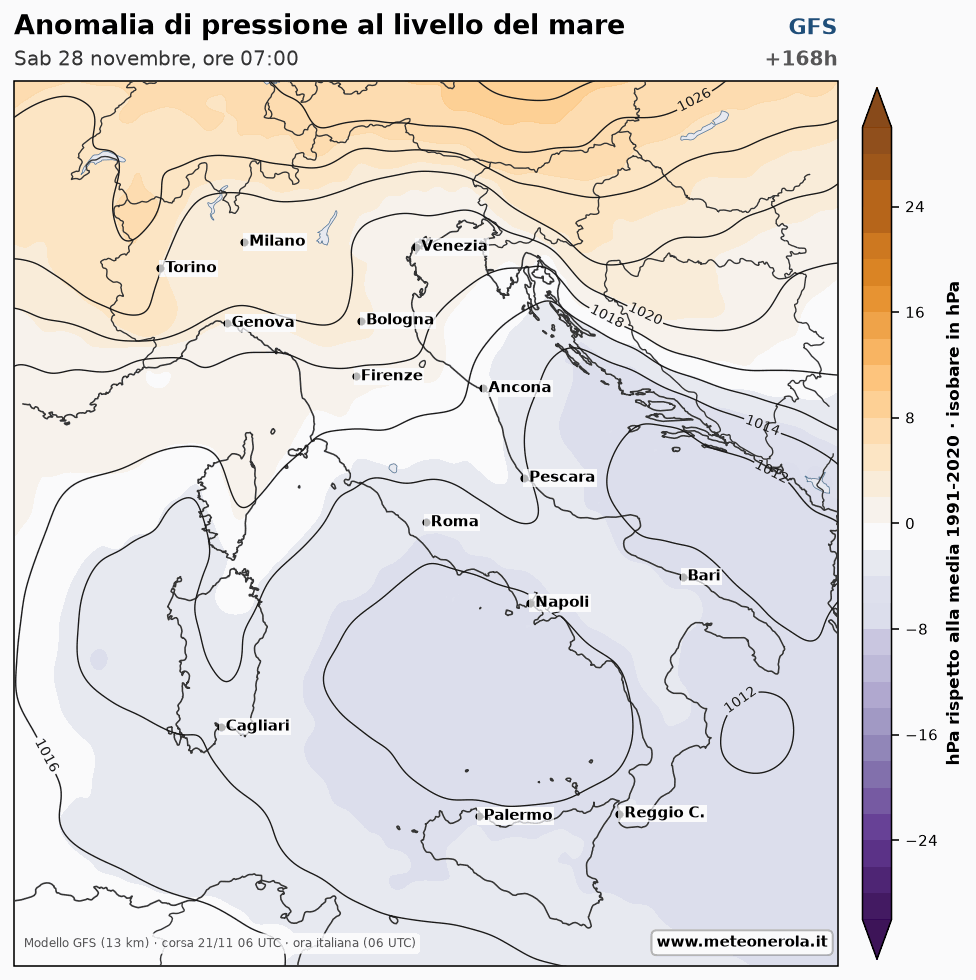 Anomalia di pressione al livello del mare
GFS
Sab 28 novembre, ore 07:00
+168h
1026
Milano
Venezia
Torino
Genova
Bologna
1018
1020
Firenze
Ancona
1014
1012
Pescara
Roma
Bari
Napoli
1012
Cagliari
1016
Palermo
Reggio C.
Modello GFS (13 km) · corsa 21/11 06 UTC · ora italiana (06 UTC)
www.meteonerola.it
24
16
8
0
−8
−16
−24
hPa rispetto alla media 1991-2020 · isobare in hPa